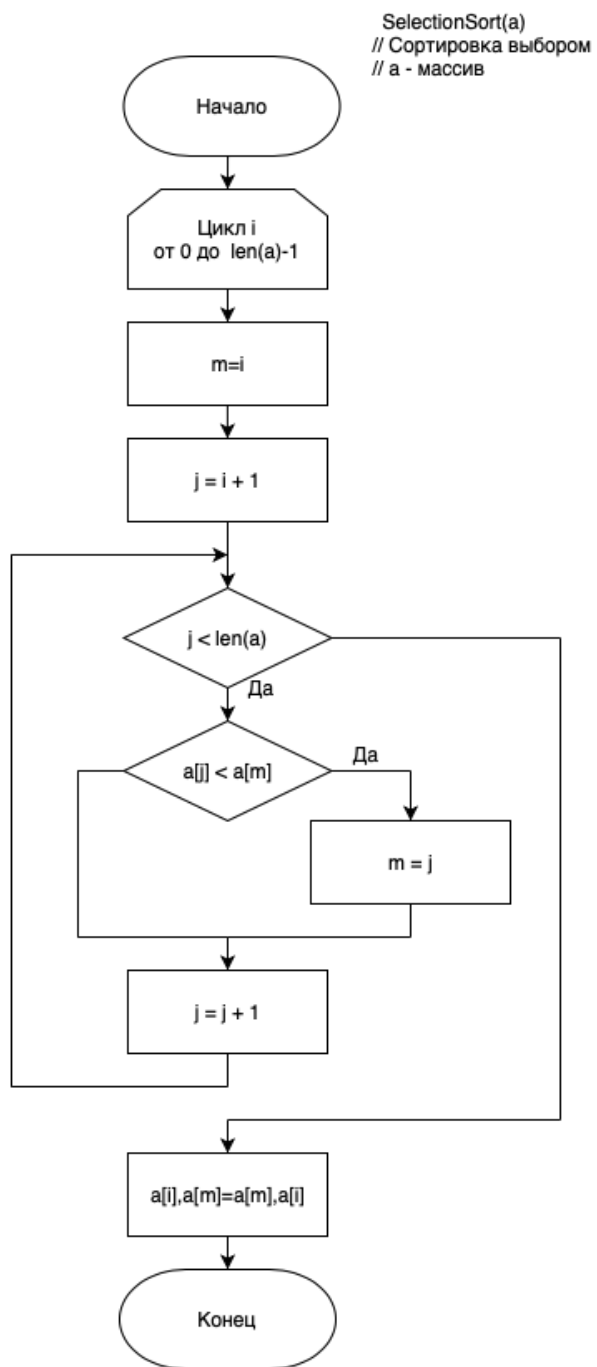 SelectionSort(a)
// Сортировка выбором
// а - массив
Начало
Цикл i
от 0 до len(a)-1
m=i
j = i + 1
j < len(a)
Да
a[j] < a[m]
Да
m = j
j = j + 1
a[i],a[m]=a[m],a[i]
Конец